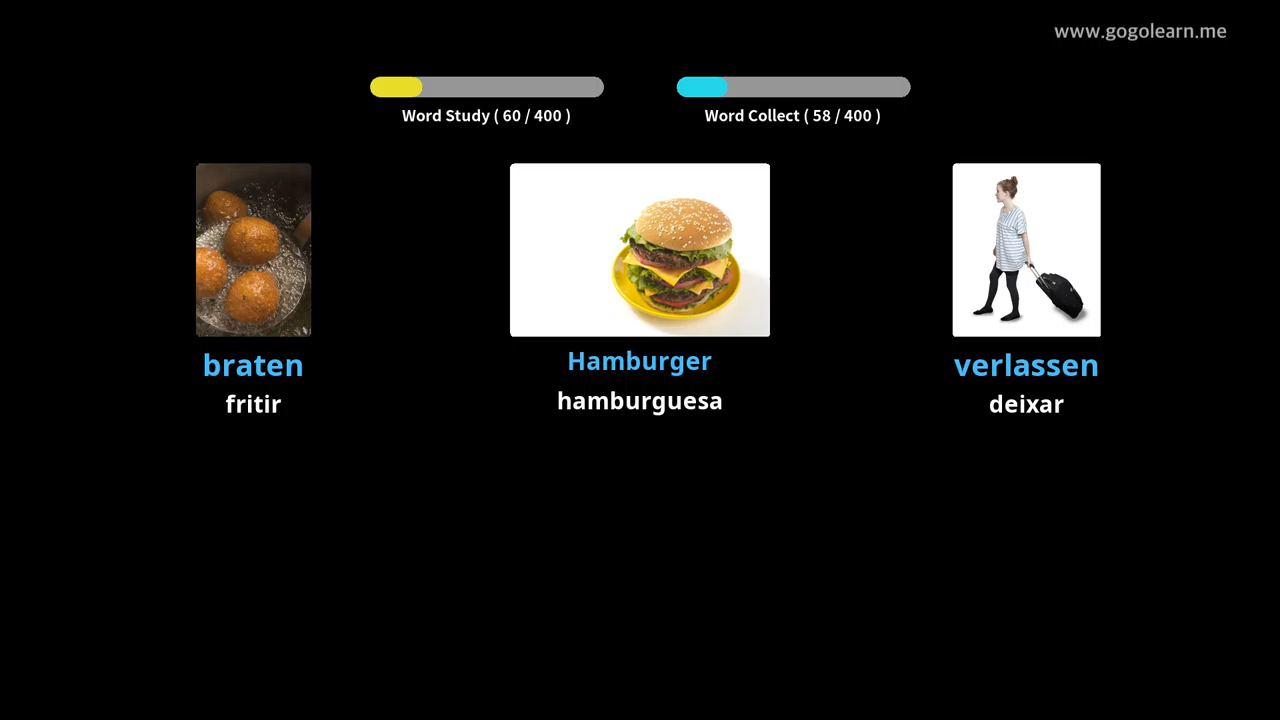 www.gogolearn.me
Word Study ( 60 / 400 )
Word Collect ( 58 / 400 )
braten
fritir
Hamburger
hamburguesa
verlassen
deixar